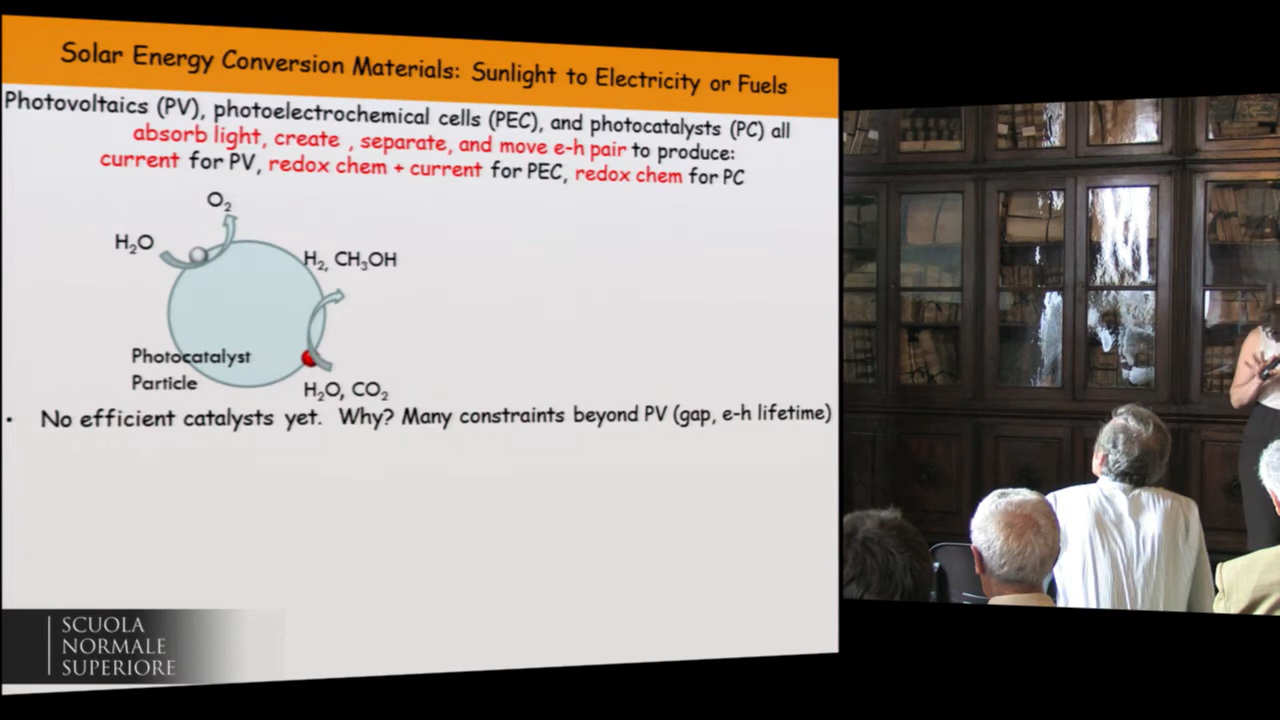 Solar Energy Conversion Materials: Sunlight to Electricity or Fuels
Photovoltaics (PV), photoelectrochemical cells (PEC), and photocatalysts (PC) all
absorb light, create , separate, and move e-h pair to produce:
current for PV, redox chem + current for PEC, redox chem for PC
O₂
H₂O
H₂, CH₃OH
Photocatalyst
Particle
H₂O, CO₂
• No efficient catalysts yet. Why? Many constraints beyond PV (gap, e-h lifetime)
SCUOLA
NORMALE
SUPERIORE